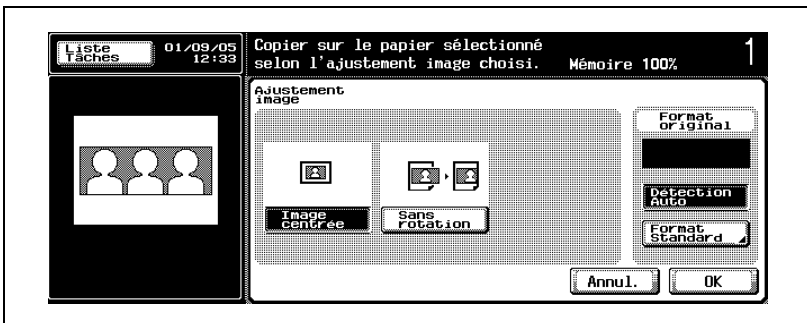 Liste
Tâches
01/09/05
12:33
Copier sur le papier sélectionné
selon l'ajustement image choisi.
Mémoire 100%
1
Ajustement
image
Format
original
Image
centrée
Sans
rotation
Détection
Auto
Format
Standard
Annul.
OK